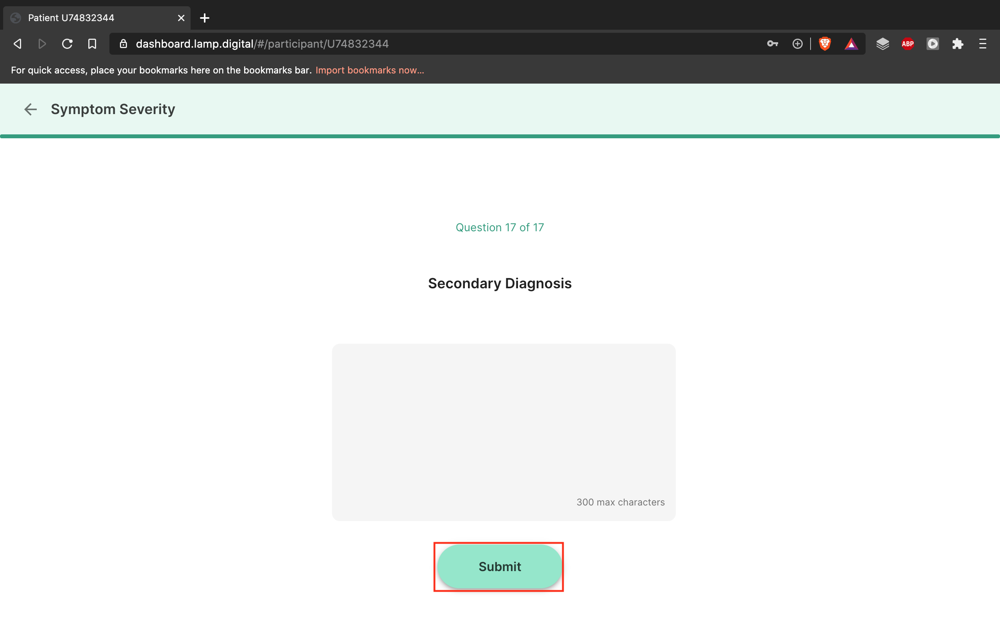 Patient U74832344
dashboard.lamp.digital/#/participant/U74832344
ABP
For quick access, place your bookmarks here on the bookmarks bar. Import bookmarks now...
Symptom Severity
Question 17 of 17
Secondary Diagnosis
300 max characters
Submit